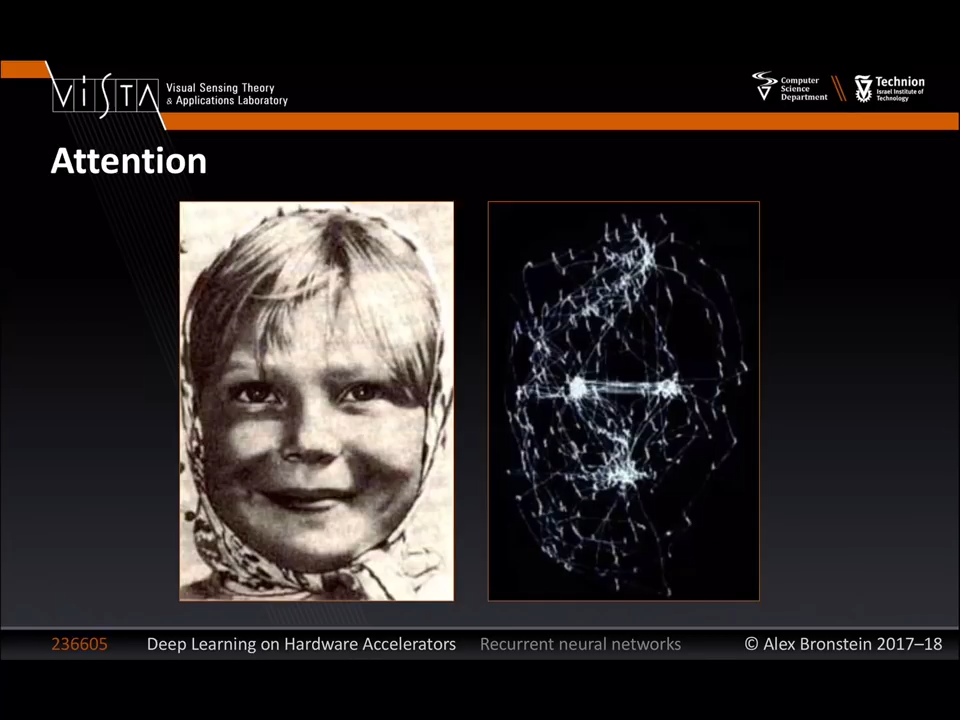 ViSTA
Visual Sensing Theory
& Applications Laboratory
Computer
Science
Department
Technion
Israel Institute of
Technology
Attention
236605 Deep Learning on Hardware Accelerators Recurrent neural networks © Alex Bronstein 2017–18